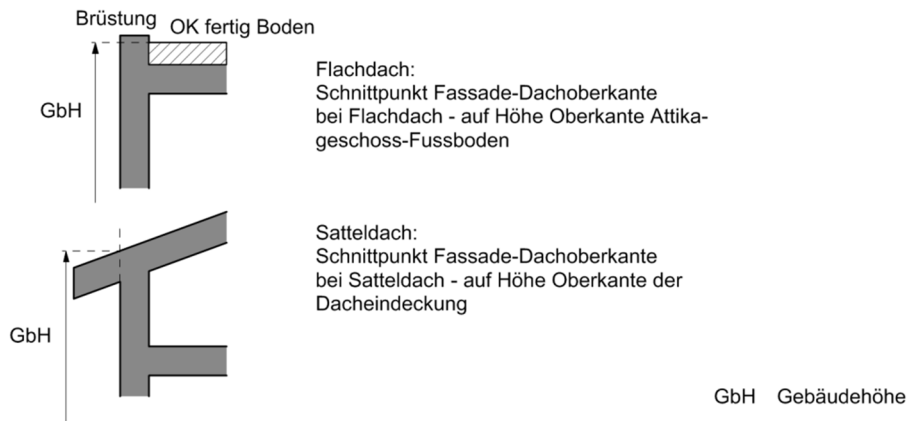 Brüstung
OK fertig Boden
GbH
Flachdach:
Schnittpunkt Fassade-Dachoberkante
bei Flachdach - auf Höhe Oberkante Attika-
geschoss-Fussboden
GbH
Satteldach:
Schnittpunkt Fassade-Dachoberkante
bei Satteldach - auf Höhe Oberkante der
Dacheindeckung
GbH Gebäudehöhe